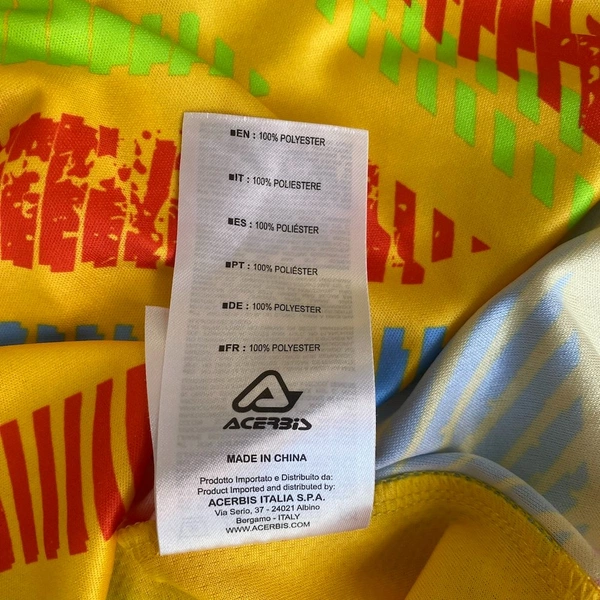 ■EN : 100% POLYESTER
■IT : 100% POLIESTERE
■ES : 100% POLIÉSTER
■PT : 100% POLIÉSTER
■DE : 100% POLYESTER
■FR : 100% POLYESTER
ACERBIS
MADE IN CHINA
Prodotto Importato e Distribuito da:
Product Imported and distributed by:
ACERBIS ITALIA S.P.A.
Via Serio, 37 - 24021 Albino
Bergamo - ITALY
WWW.ACERBIS.COM